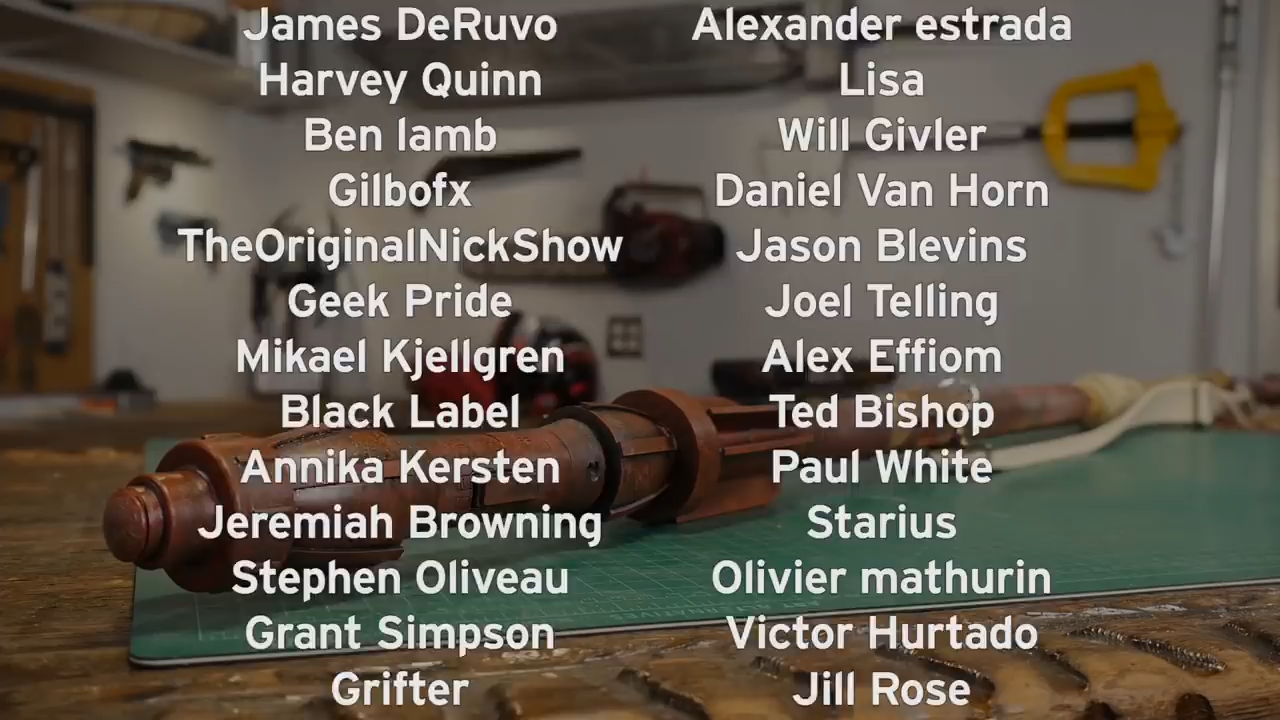 James DeRuvo
Harvey Quinn
Ben lamb
Gilbofx
TheOriginalNickShow
Geek Pride
Mikael Kjellgren
Black Label
Annika Kersten
Jeremiah Browning
Stephen Oliveau
Grant Simpson
Grifter
Alexander estrada
Lisa
Will Givler
Daniel Van Horn
Jason Blevins
Joel Telling
Alex Effiom
Ted Bishop
Paul White
Starius
Olivier mathurin
Victor Hurtado
Jill Rose